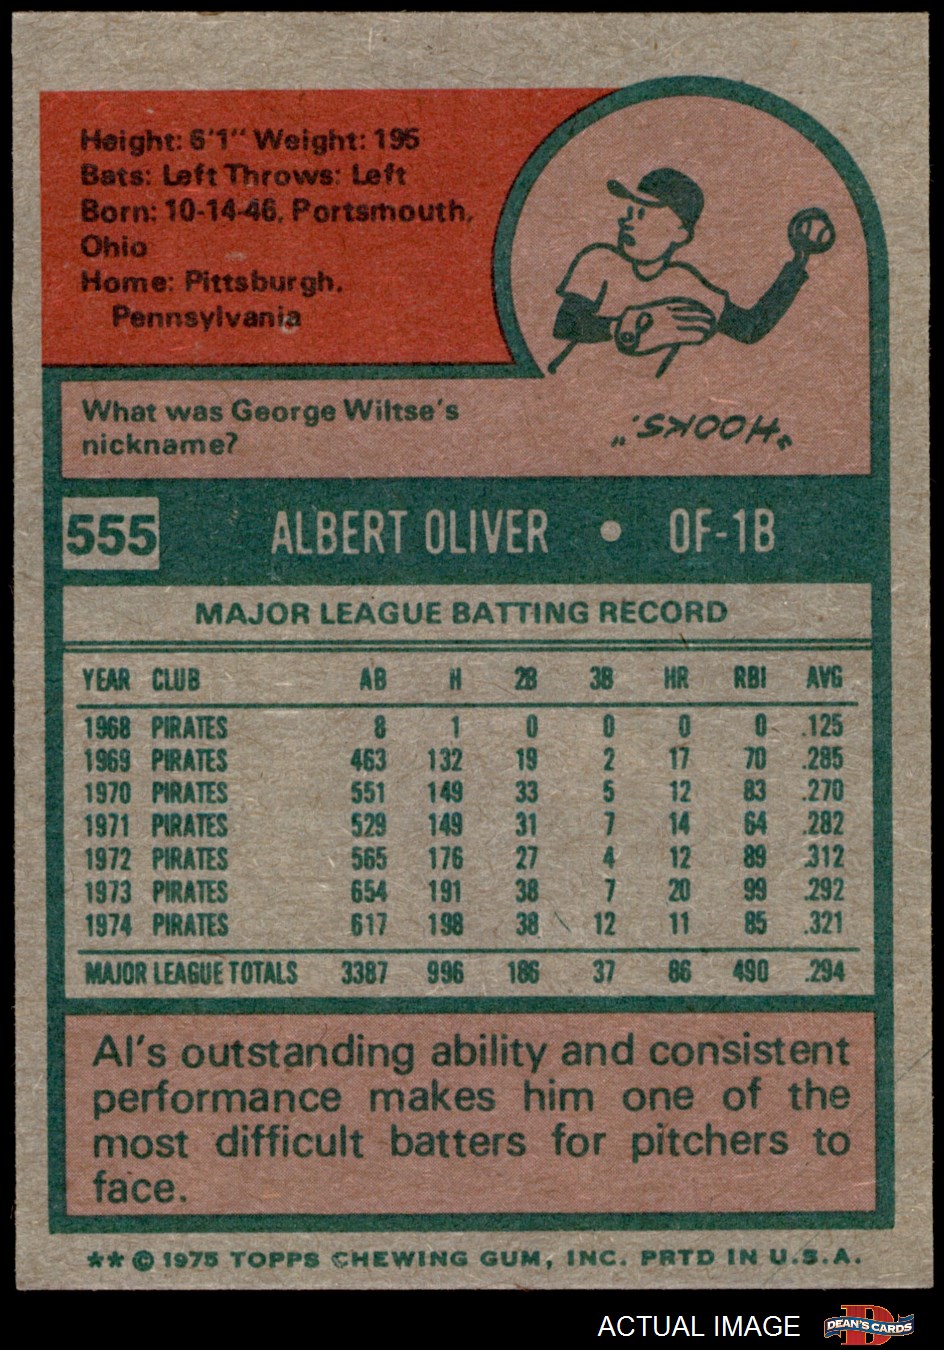 Height: 6'1" Weight: 195
Bats: Left Throws: Left
Born: 10-14-46, Portsmouth,
Ohio
Home: Pittsburgh,
Pennsylvania
What was George Wiltse's
nickname?
"HOOKS."
555 ALBERT OLIVER • OF-1B
MAJOR LEAGUE BATTING RECORD
YEAR CLUB AB H 2B 3B HR RBI AVG
1968 PIRATES 8 1 0 0 0 0 .125
1969 PIRATES 463 132 19 2 17 70 .285
1970 PIRATES 551 149 33 5 12 83 .270
1971 PIRATES 529 149 31 7 14 64 .282
1972 PIRATES 565 176 27 4 12 89 .312
1973 PIRATES 654 191 38 7 20 99 .292
1974 PIRATES 617 198 38 12 11 85 .321
MAJOR LEAGUE TOTALS 3387 996 186 37 86 490 .294
Al's outstanding ability and consistent
performance makes him one of the
most difficult batters for pitchers to
face.
** © 1975 TOPPS CHEWING GUM, INC. PRTD IN U.S.A.
ACTUAL IMAGE
D
DEAN'S CARDS